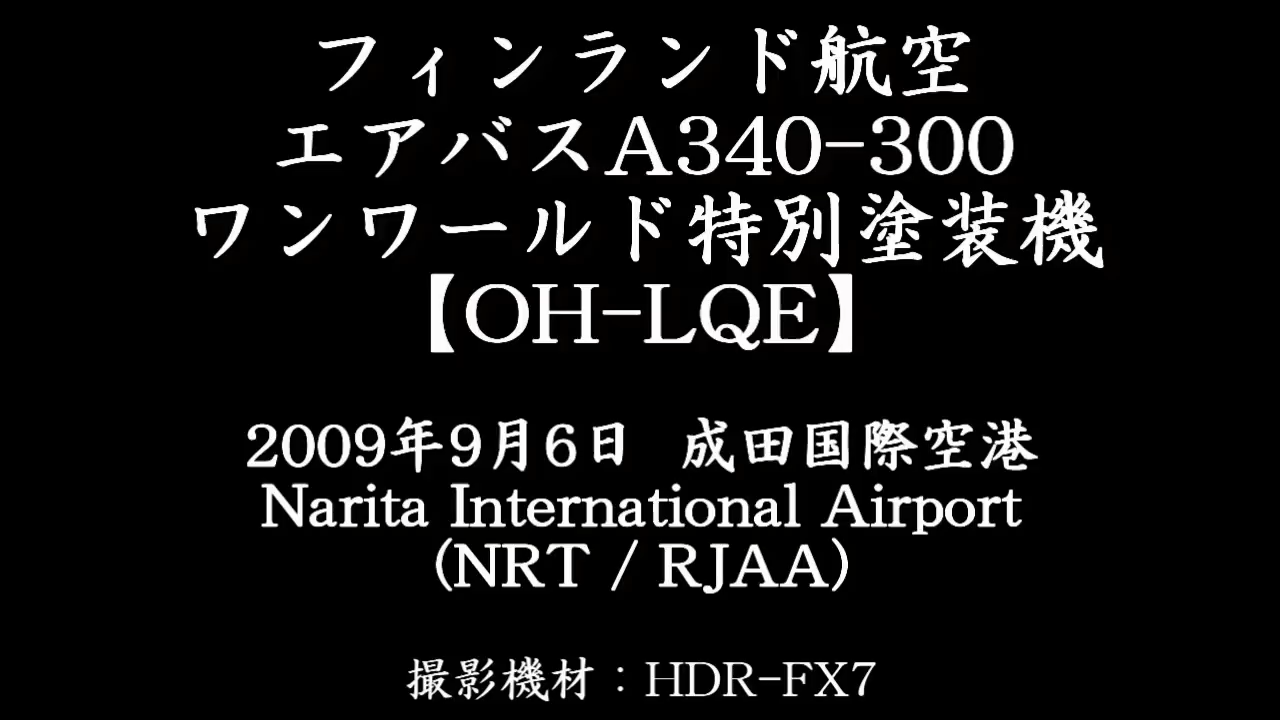 フィンランド航空
エアバスA340-300
ワンワールド特別塗装機
【OH-LQE】
2009年9月6日　成田国際空港
Narita International Airport
(NRT / RJAA)
撮影機材：HDR-FX7